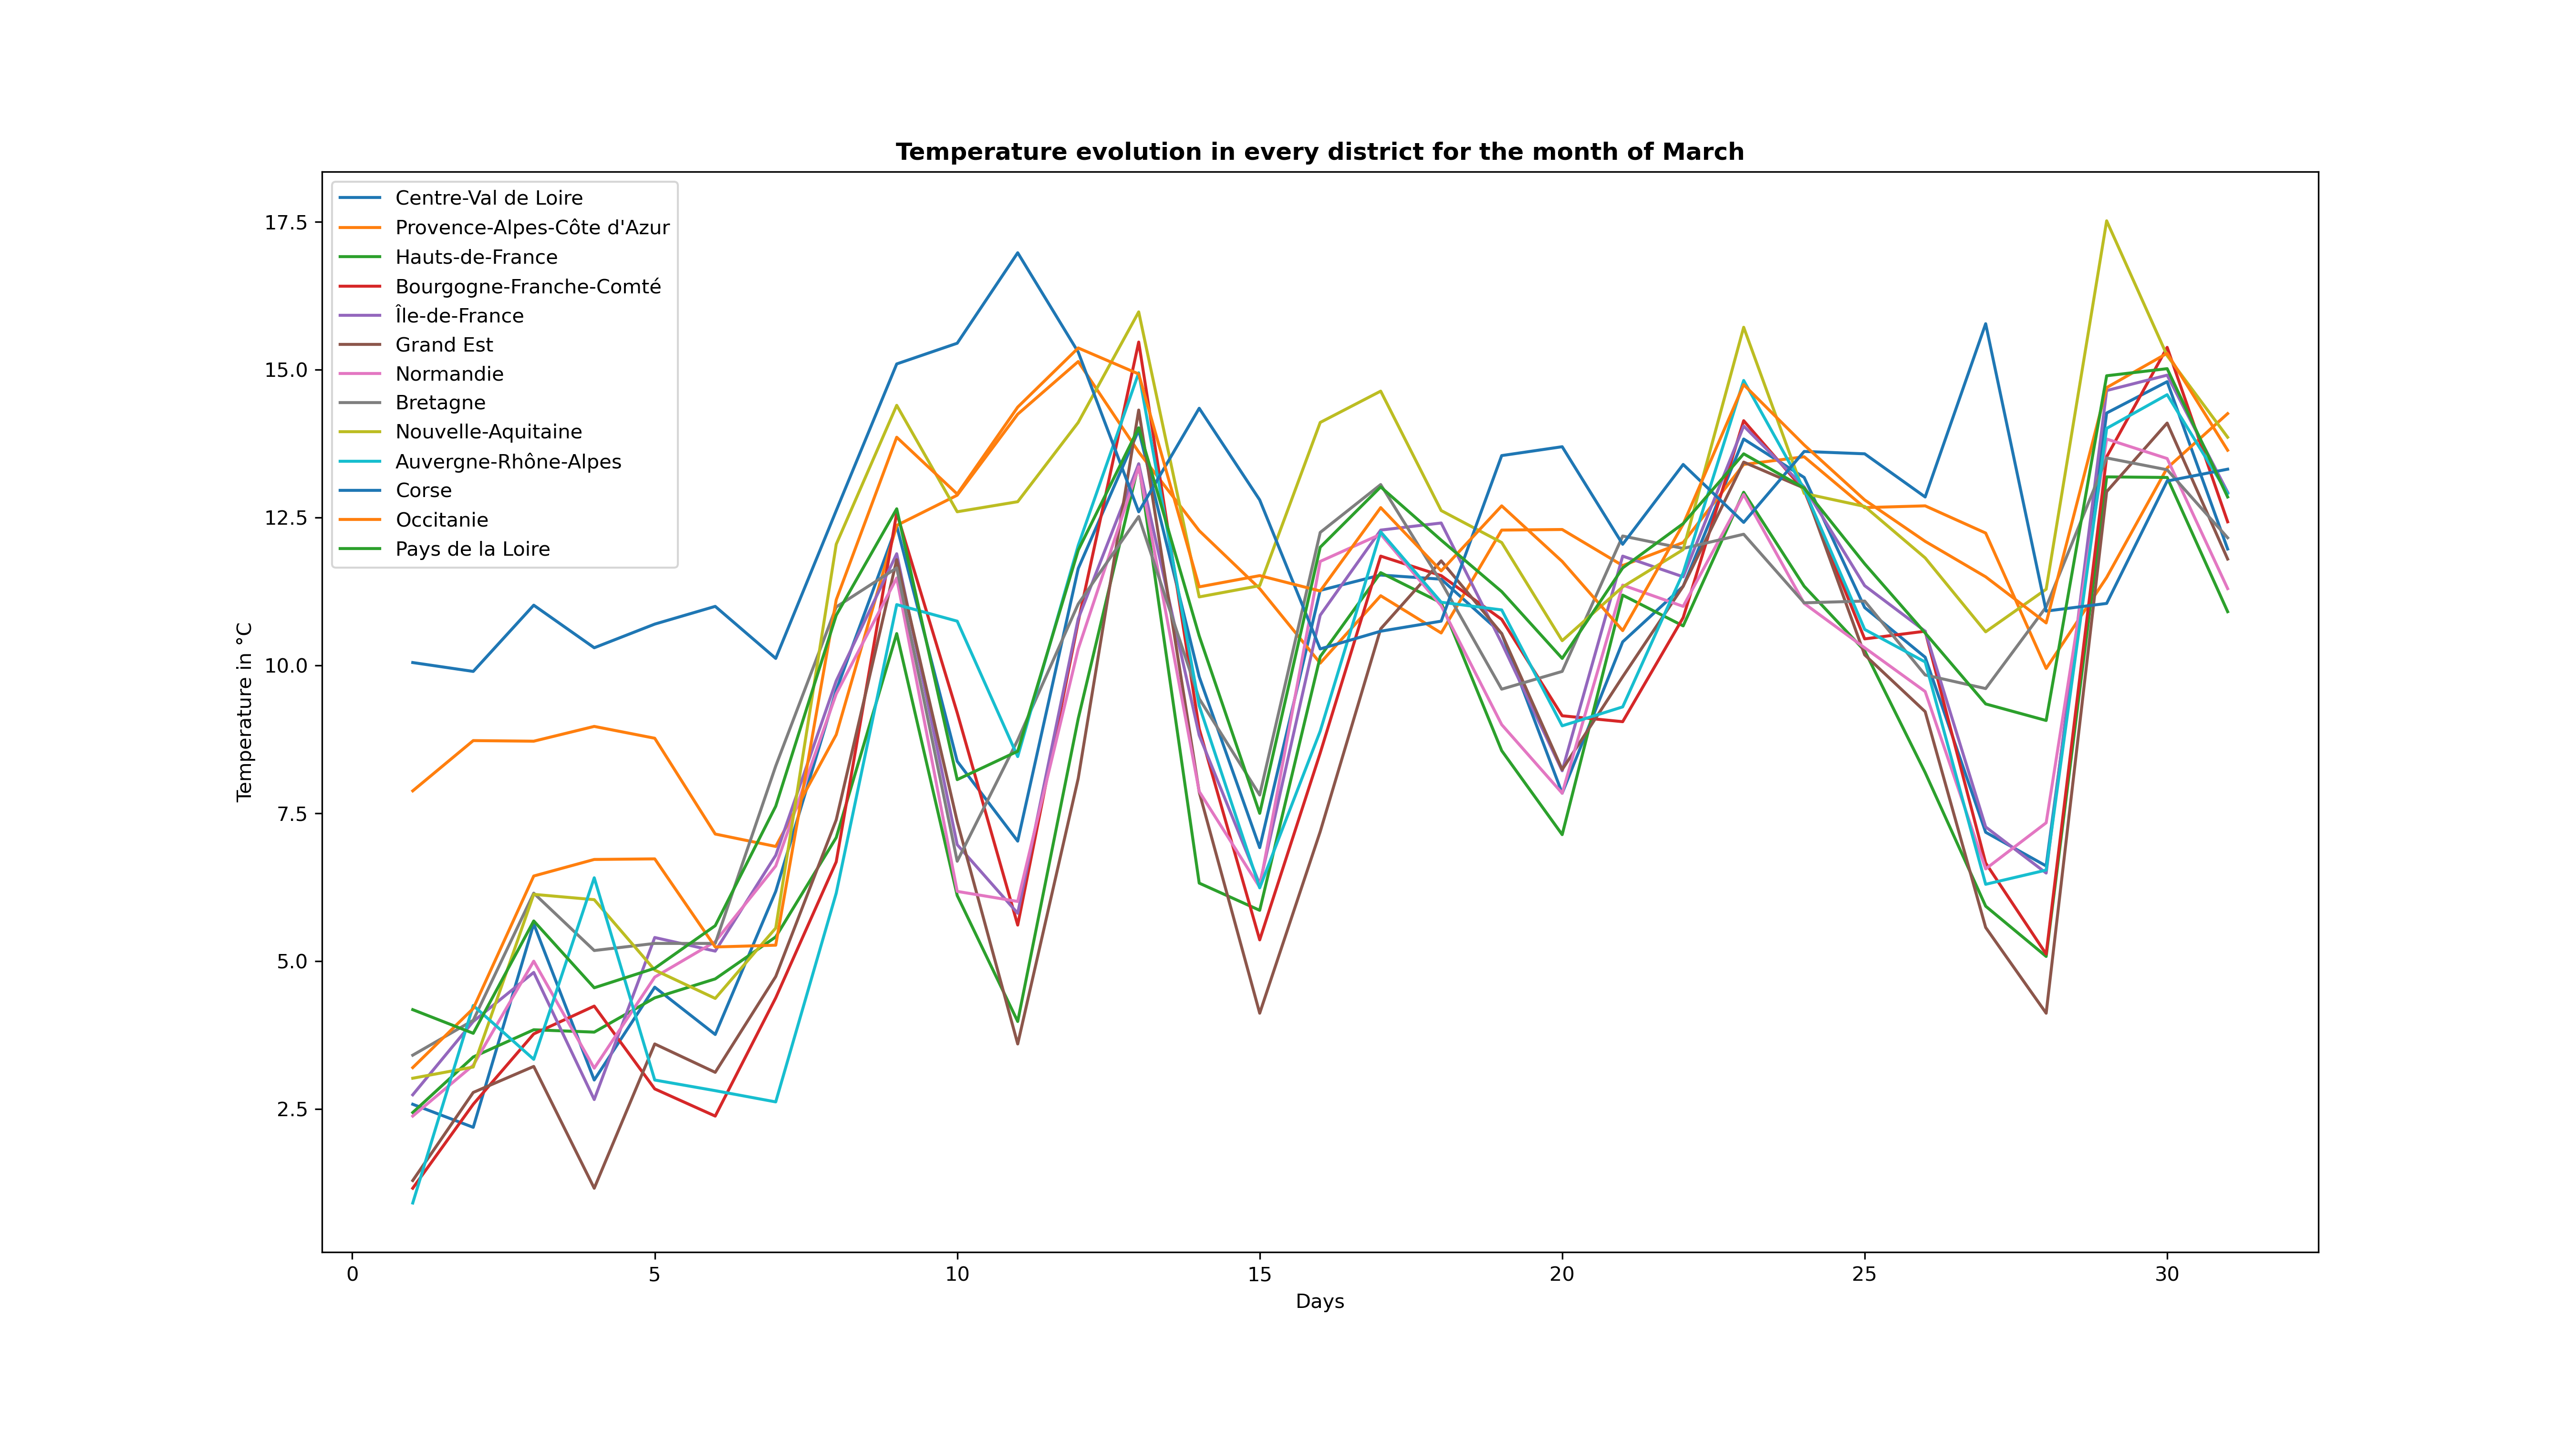 Temperature evolution in every district for the month of March
Centre-Val de Loire
Provence-Alpes-Côte d'Azur
Hauts-de-France
Bourgogne-Franche-Comté
Île-de-France
Grand Est
Normandie
Bretagne
Nouvelle-Aquitaine
Auvergne-Rhône-Alpes
Corse
Occitanie
Pays de la Loire
17.5
15.0
12.5
10.0
7.5
5.0
2.5
Temperature in °C
0 5 10 15 20 25 30
Days